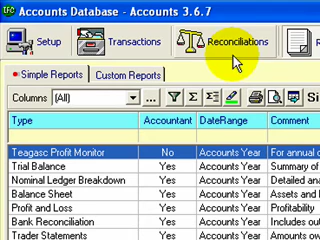 IFC Accounts Database - Accounts 3.6.7
Setup Transactions Reconciliations
Simple Reports Custom Reports
Columns (All) ... Σ Σ
Type Accountant DateRange Comment
Teagasc Profit Monitor No Accounts Year For annual
Trial Balance Yes Accounts Year Summary of
Nominal Ledger Breakdown Yes Accounts Year Detailed
Balance Sheet Yes Accounts Year Assets and
Profit and Loss Yes Accounts Year Profitability
Bank Reconciliation Yes Accounts Year Includes
Trader Statements Yes Accounts Year Amounts